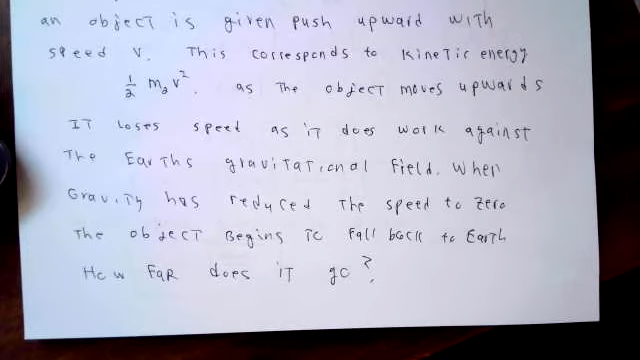 an object is given push upward with
speed v. This corresponds to kinetic energy
½ m₂v². as the object moves upwards
IT loses speed as it does work against
The Earths gravitational field. When
Gravity has reduced the speed to zero
The object Begins to fall back to Earth
How Far does iT go?